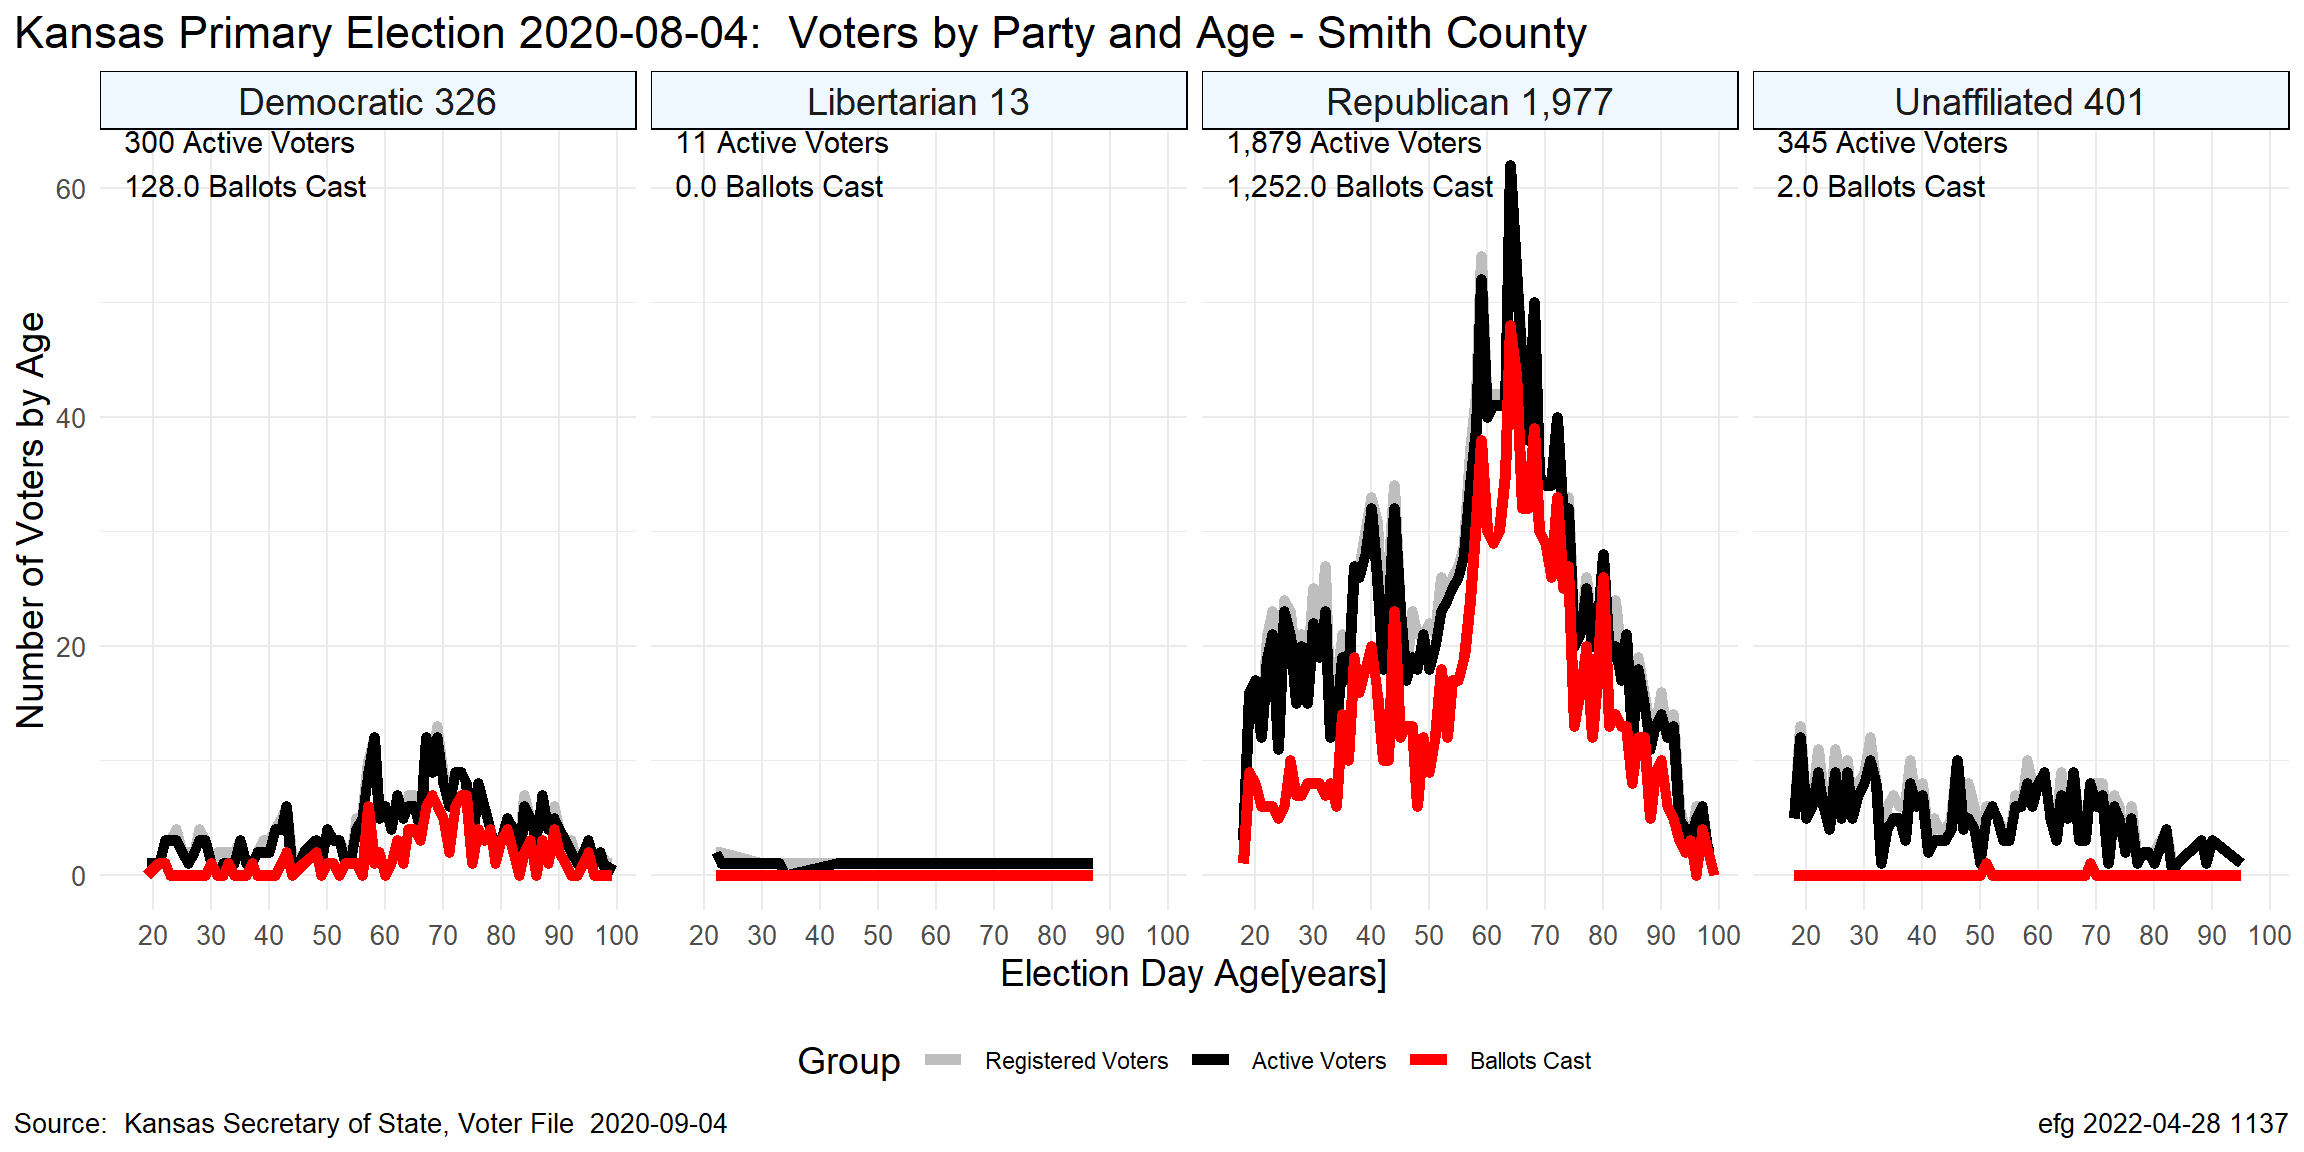 Kansas Primary Election 2020-08-04:  Voters by Party and Age - Smith County
Democratic 326
Libertarian 13
Republican 1,977
Unaffiliated 401
300 Active Voters
11 Active Voters
1,879 Active Voters
345 Active Voters
128.0 Ballots Cast
0.0 Ballots Cast
1,252.0 Ballots Cast
2.0 Ballots Cast
60
40
20
0
Number of Voters by Age
20 30 40 50 60 70 80 90 100
20 30 40 50 60 70 80 90 100
20 30 40 50 60 70 80 90 100
20 30 40 50 60 70 80 90 100
Election Day Age[years]
Group Registered Voters Active Voters Ballots Cast
Source:  Kansas Secretary of State, Voter File  2020-09-04
efg 2022-04-28 1137